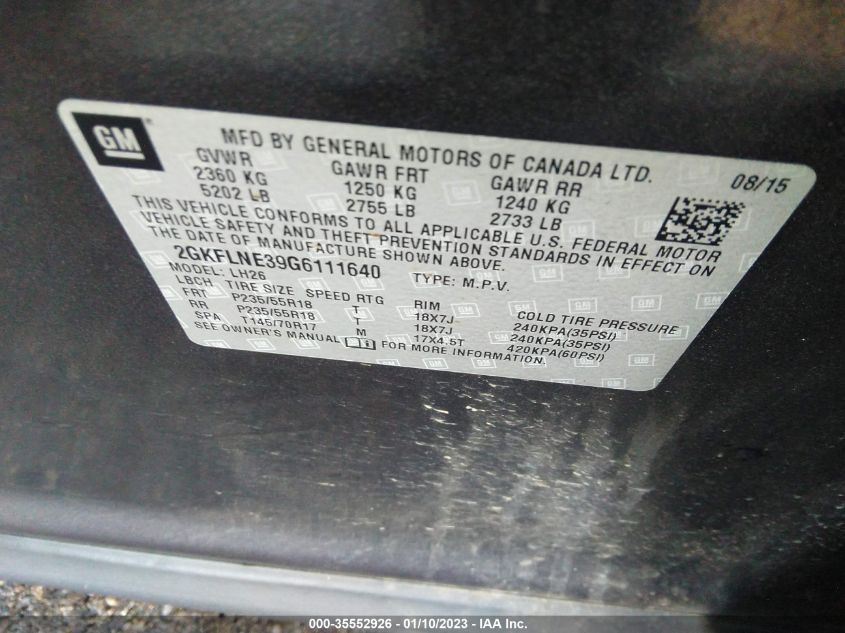 GM
MFD BY GENERAL MOTORS OF CANADA LTD. 08/15
GVWR GAWR FRT GAWR RR
2360 KG 1250 KG 1240 KG
5202 LB 2755 LB 2733 LB
THIS VEHICLE CONFORMS TO ALL APPLICABLE U.S. FEDERAL MOTOR
VEHICLE SAFETY AND THEFT PREVENTION STANDARDS IN EFFECT ON
THE DATE OF MANUFACTURE SHOWN ABOVE.
2GKFLNE39G6111640 TYPE: M.P.V.
MODEL: LH26
LBCH. TIRE SIZE SPEED RTG RIM COLD TIRE PRESSURE
FRT P235/55R18 T 18X7J 240KPA(35PSI)
RR P235/55R18 T 18X7J 240KPA(35PSI)
SPA T145/70R17 M 17X4.5T 420KPA(60PSI)
SEE OWNER'S MANUAL FOR MORE INFORMATION.
000-35552926 - 01/10/2023 - IAA Inc.